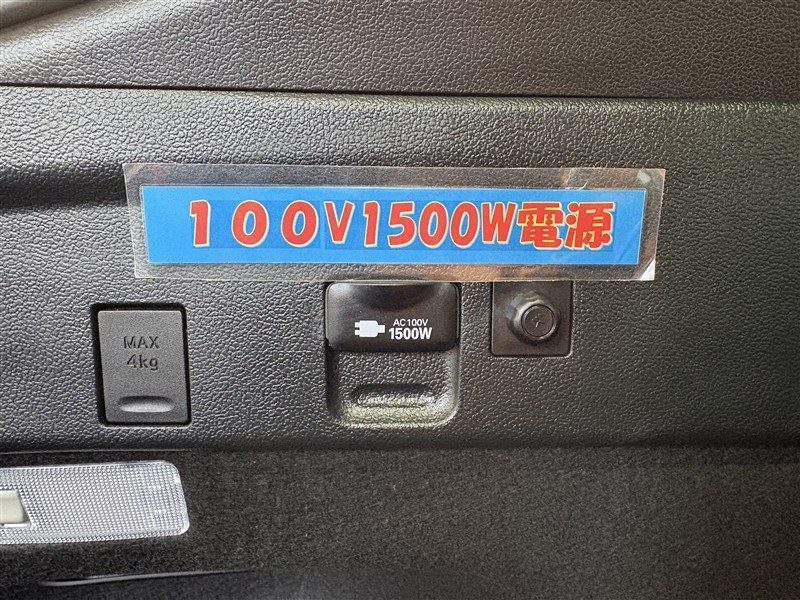 １００V1500W電源
MAX
4kg
AC100V
1500W